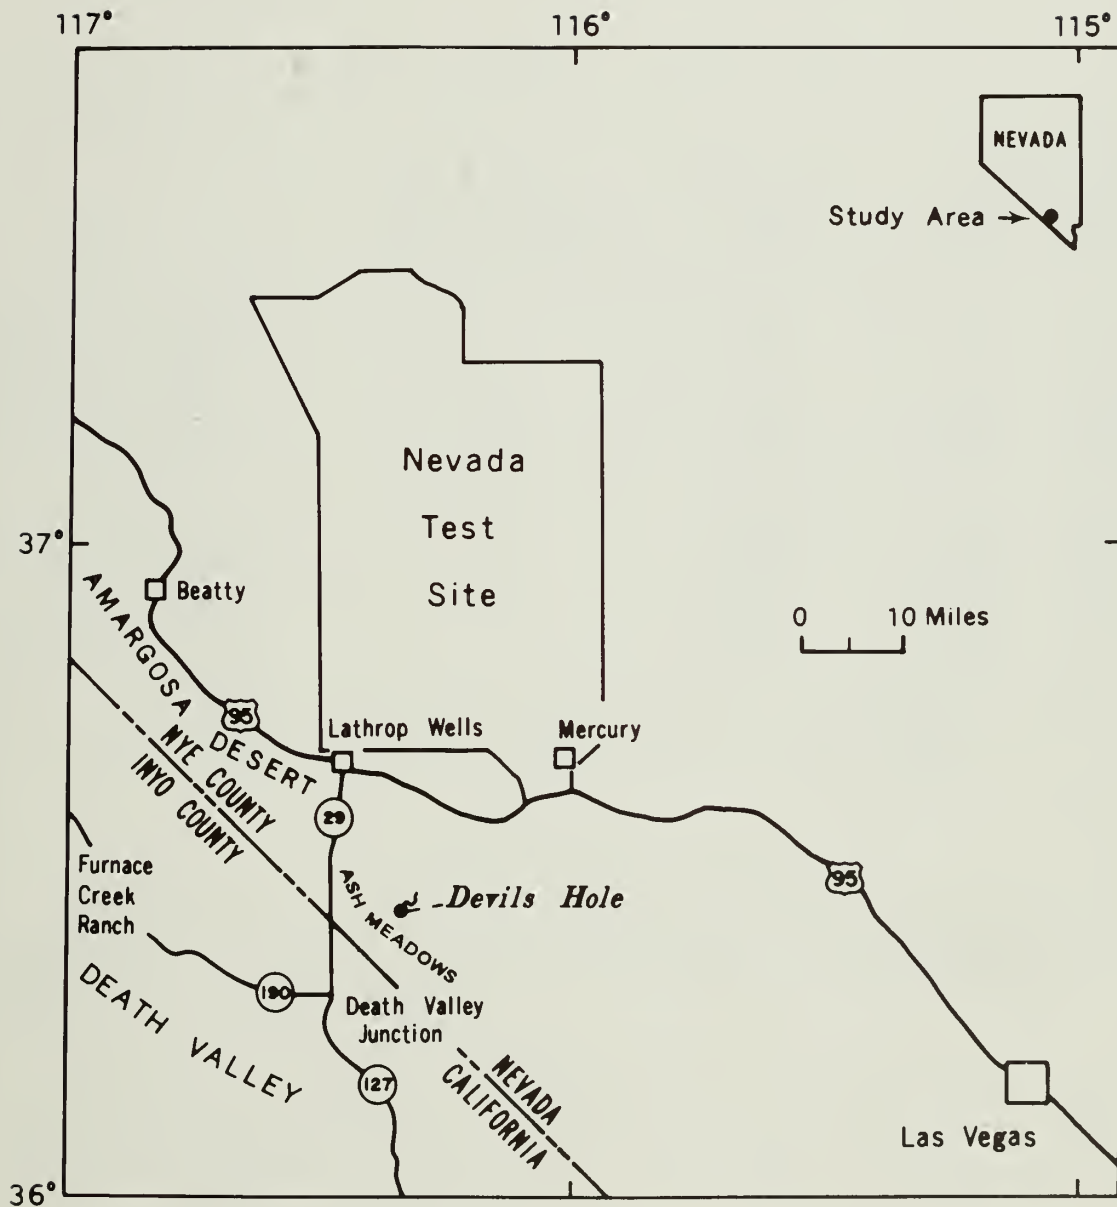 117° 116° 115°
NEVADA
Study Area
Nevada
Test
Site
37°
Beatty
0 10 Miles
AMARGOSA DESERT
95
Lathrop Wells
Mercury
NYE COUNTY
INYO COUNTY
29
95
Furnace
Creek
Ranch
ASH MEADOWS
Devils Hole
190
Death Valley
Junction
DEATH VALLEY
127
NEVADA
CALIFORNIA
Las Vegas
36°